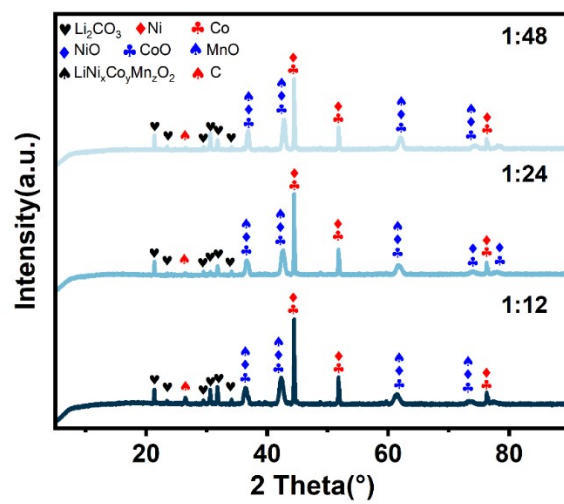 Li₂CO₃ Ni Co
NiO CoO MnO
LiNiₓCoᵧMn𝓏O₂ C
1:48
1:24
1:12
Intensity(a.u.)
20 40 60 80
2 Theta(°)